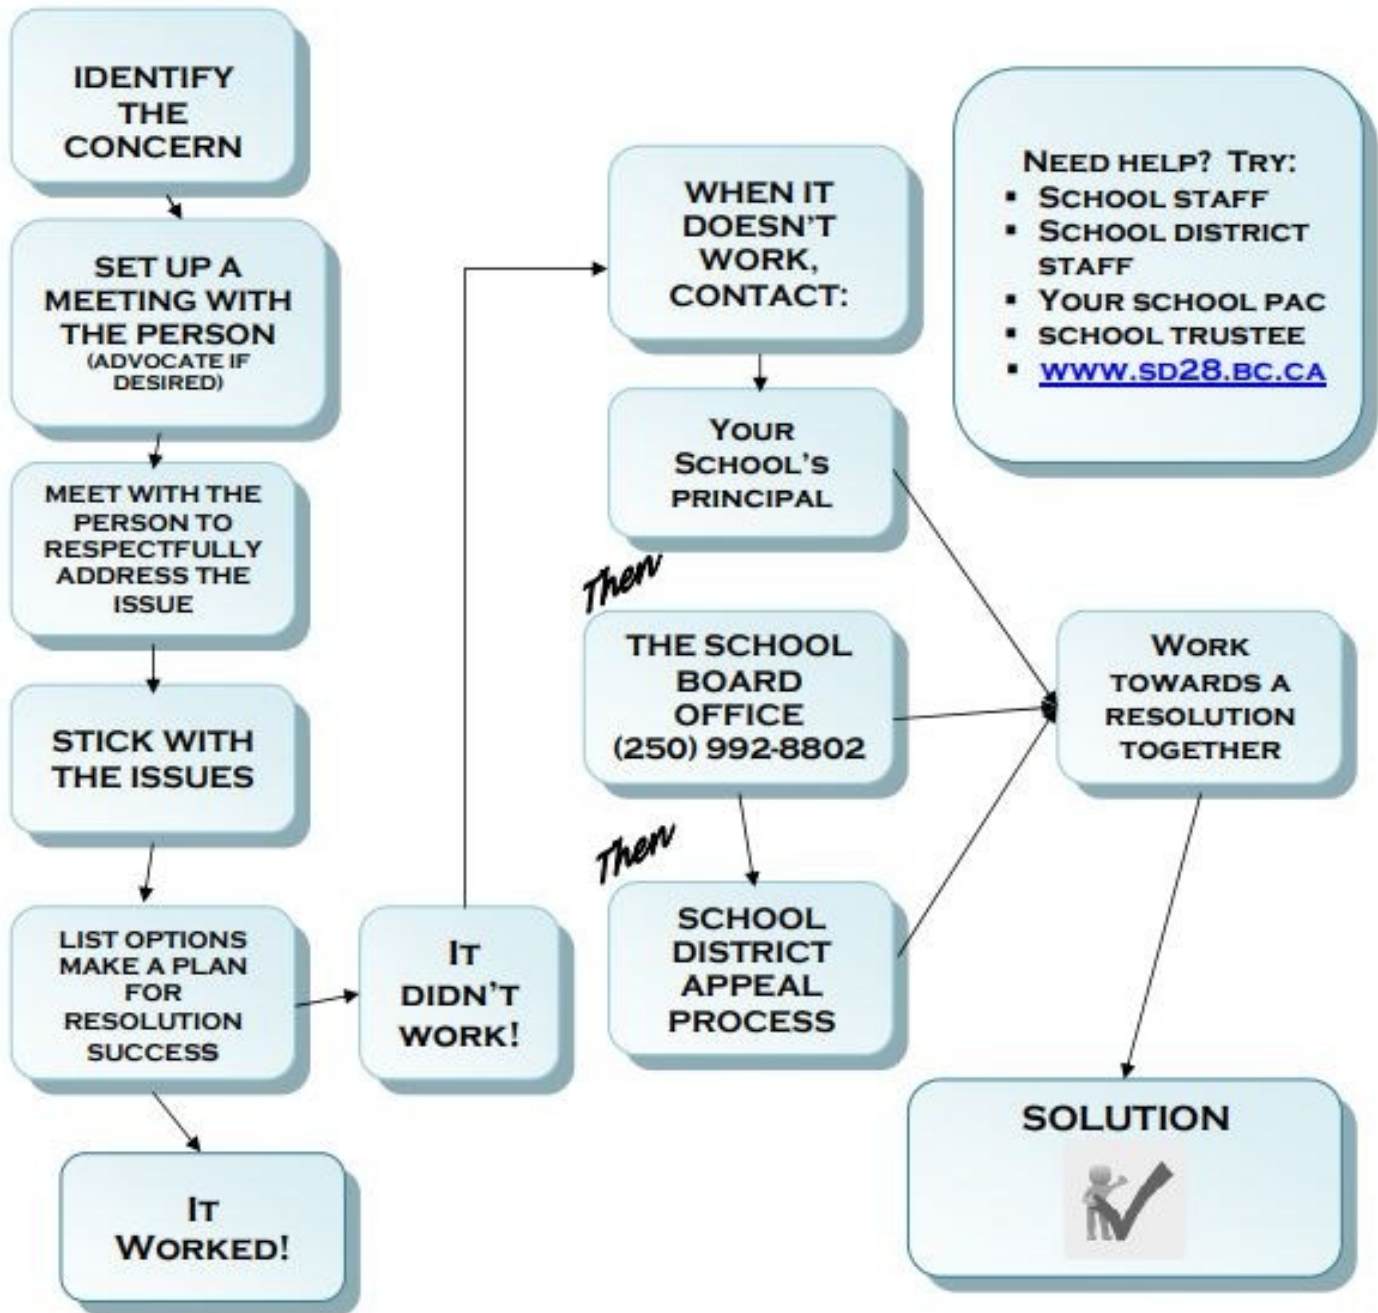 IDENTIFY
THE
CONCERN
SET UP A
MEETING WITH
THE PERSON
(ADVOCATE IF
DESIRED)
MEET WITH THE
PERSON TO
RESPECTFULLY
ADDRESS THE
ISSUE
STICK WITH
THE ISSUES
LIST OPTIONS
MAKE A PLAN
FOR
RESOLUTION
SUCCESS
IT
WORKED!
IT
DIDN'T
WORK!
WHEN IT
DOESN'T
WORK,
CONTACT:
YOUR
SCHOOL'S
PRINCIPAL
Then
THE SCHOOL
BOARD
OFFICE
(250) 992-8802
Then
SCHOOL
DISTRICT
APPEAL
PROCESS
WORK
TOWARDS A
RESOLUTION
TOGETHER
SOLUTION
NEED HELP? TRY:
▪ SCHOOL STAFF
▪ SCHOOL DISTRICT
STAFF
▪ YOUR SCHOOL PAC
▪ SCHOOL TRUSTEE
▪ WWW.SD28.BC.CA